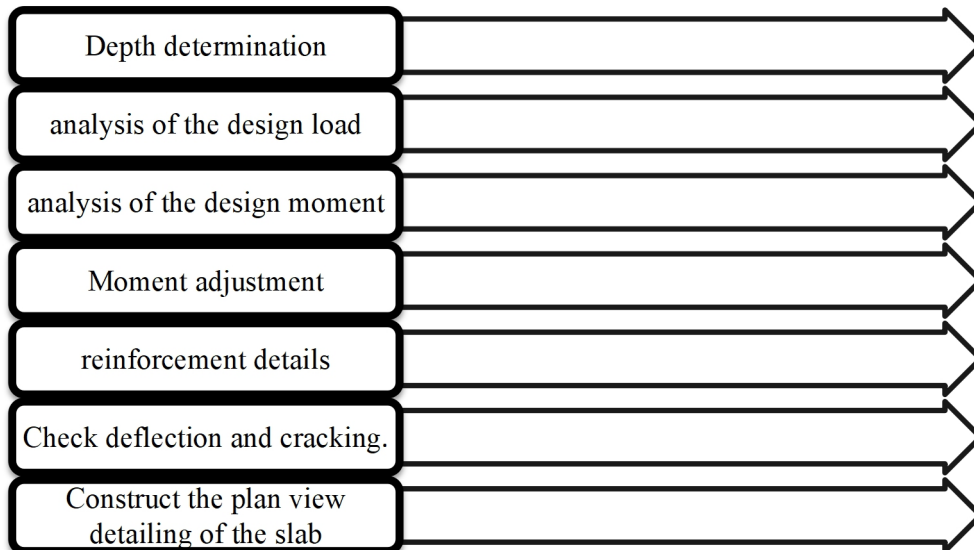 Depth determination
analysis of the design load
analysis of the design moment
Moment adjustment
reinforcement details
Check deflection and cracking.
Construct the plan view
detailing of the slab